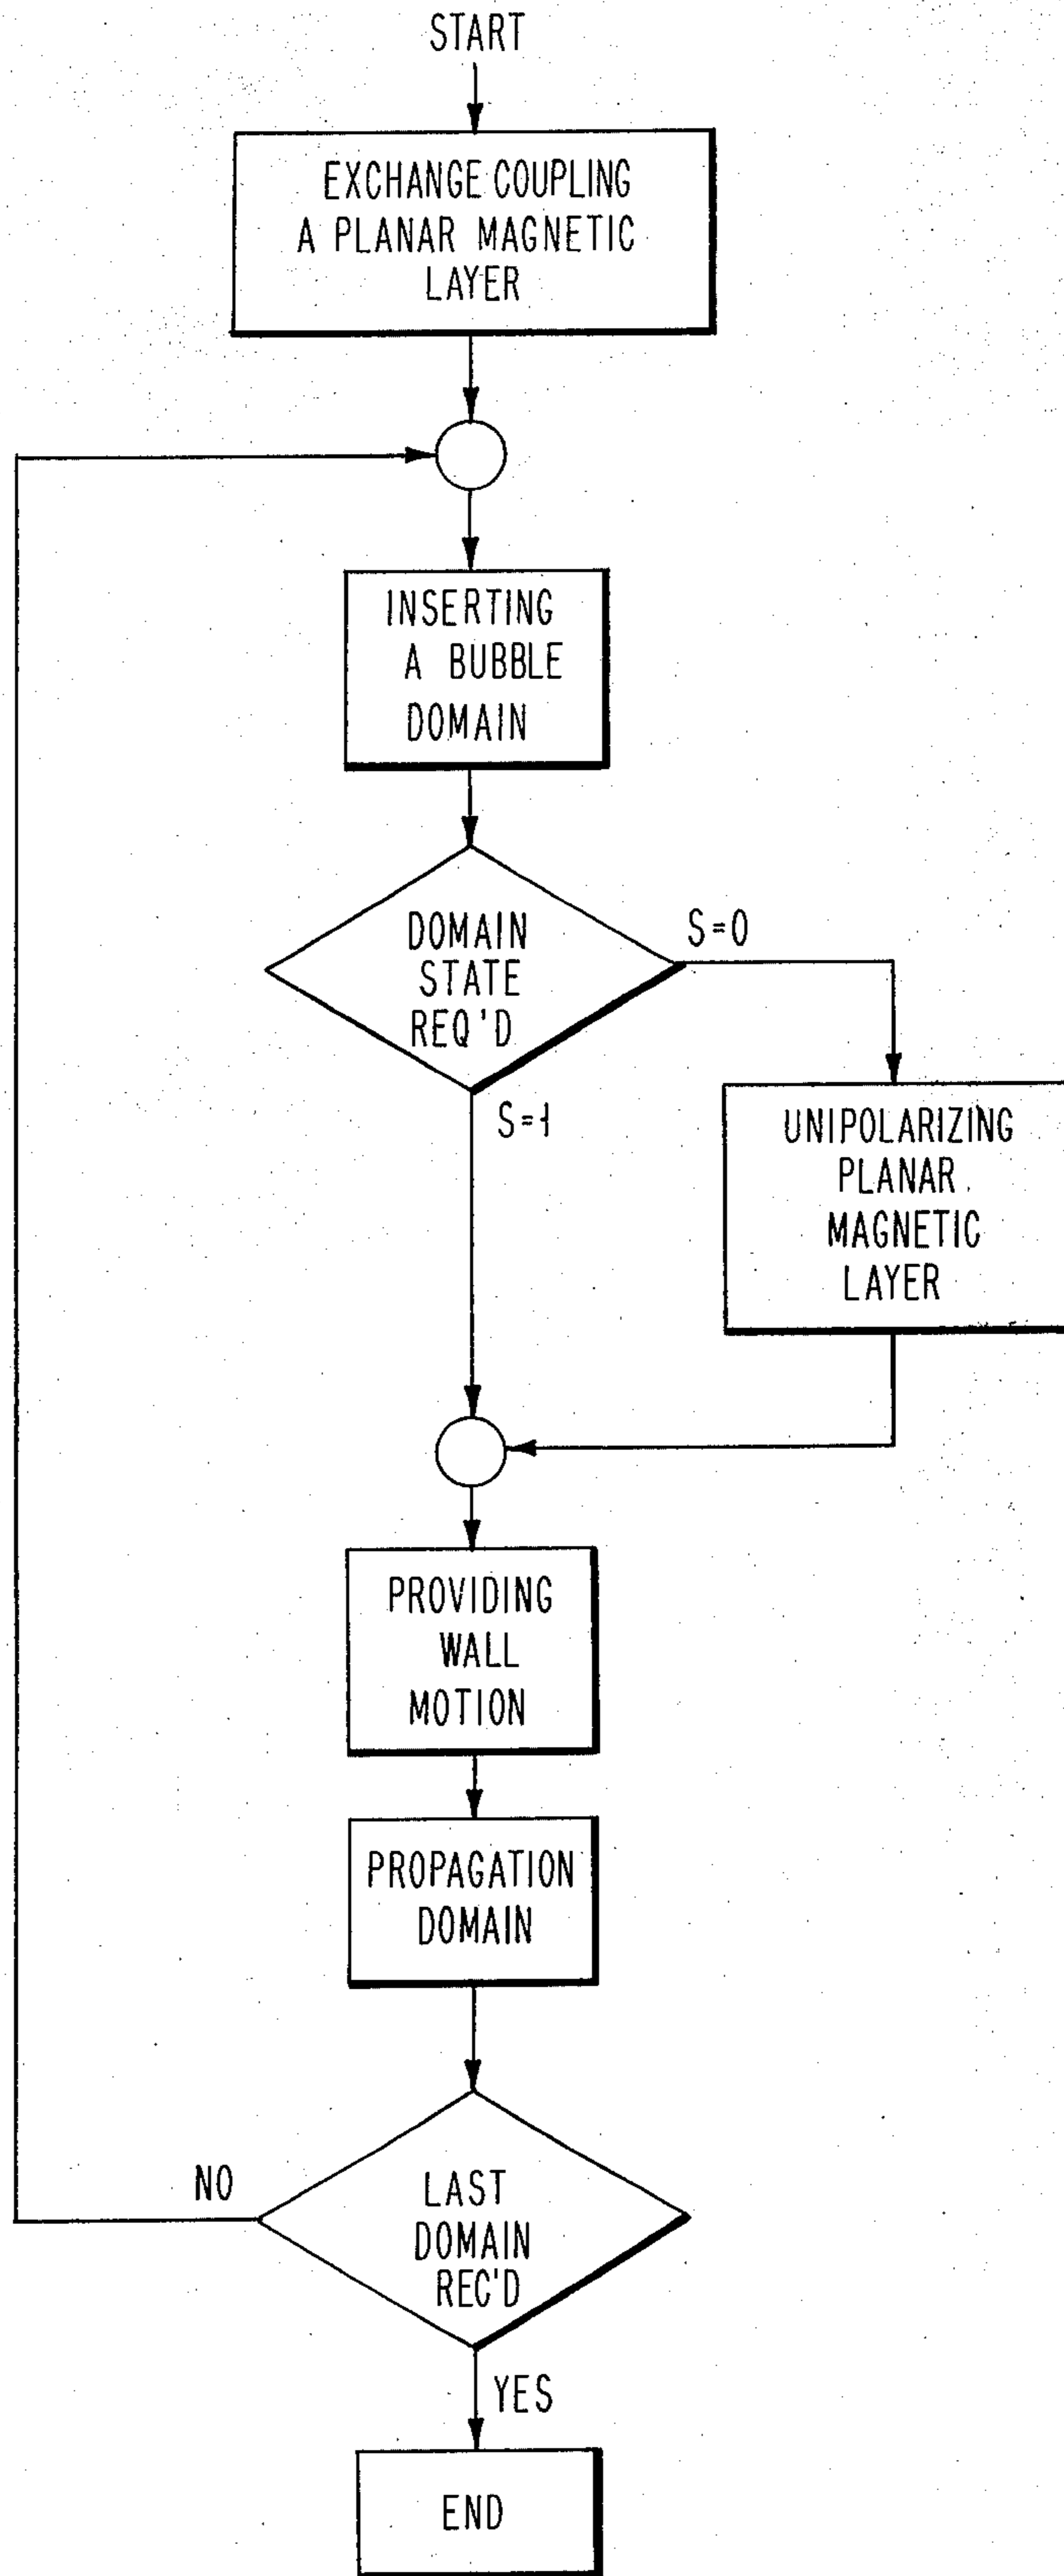 START
EXCHANGE COUPLING
A PLANAR MAGNETIC
LAYER
INSERTING
A BUBBLE
DOMAIN
DOMAIN
STATE
REQ'D
S=0
S=1
UNIPOLARIZING
PLANAR
MAGNETIC
LAYER
PROVIDING
WALL
MOTION
PROPAGATION
DOMAIN
LAST
DOMAIN
REC'D
NO
YES
END